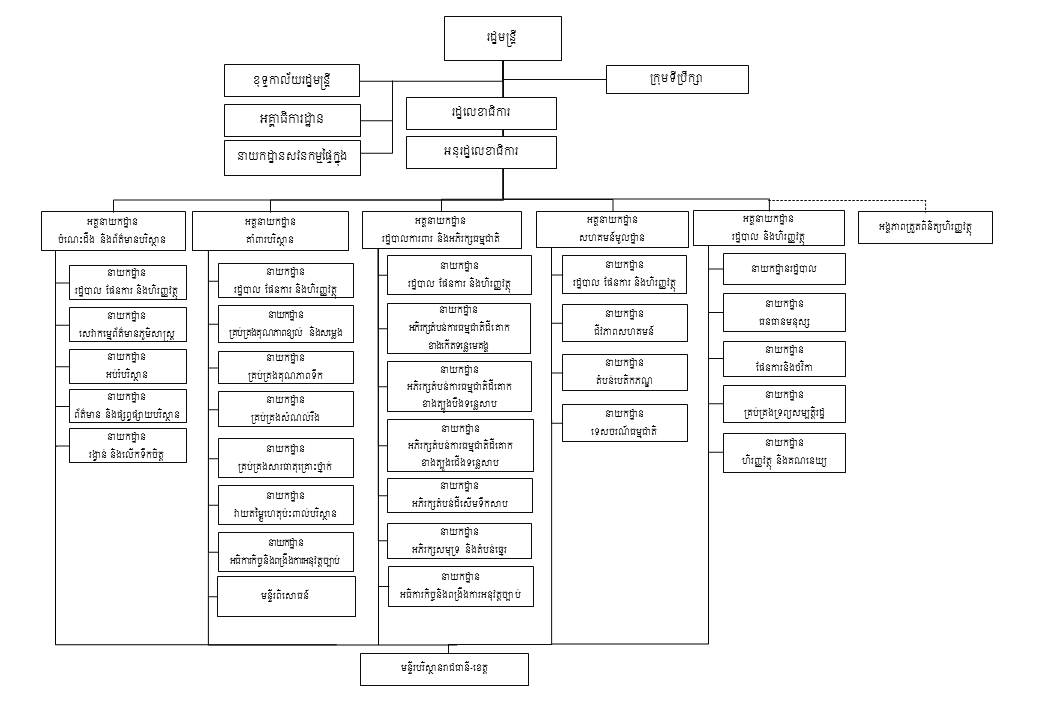 រដ្ឋមន្ត្រី
ខុទ្ទកាល័យរដ្ឋមន្ត្រី
ក្រុមទីប្រឹក្សា
អគ្គាធិការដ្ឋាន
រដ្ឋលេខាធិការ
នាយកដ្ឋានសវនកម្មផ្ទៃក្នុង
អនុរដ្ឋលេខាធិការ
អគ្គនាយកដ្ឋាន
ចំណេះដឹង និងព័ត៌មានបរិស្ថាន
អគ្គនាយកដ្ឋាន
គាំពារបរិស្ថាន
អគ្គនាយកដ្ឋាន
រដ្ឋបាលការពារ និងអភិរក្សធម្មជាតិ
អគ្គនាយកដ្ឋាន
សហគមន៍មូលដ្ឋាន
អគ្គនាយកដ្ឋាន
រដ្ឋបាល និងហិរញ្ញវត្ថុ
អង្គភាពត្រួតពិនិត្យហិរញ្ញវត្ថុ
នាយកដ្ឋាន
រដ្ឋបាល ផែនការ និងហិរញ្ញវត្ថុ
នាយកដ្ឋាន
សេវាកម្មព័ត៌មានភូមិសាស្ត្រ
នាយកដ្ឋាន
អប់រំបរិស្ថាន
នាយកដ្ឋាន
ព័ត៌មាន និងផ្សព្វផ្សាយបរិស្ថាន
នាយកដ្ឋាន
រង្វាន់ និងលើកទឹកចិត្ត
នាយកដ្ឋាន
រដ្ឋបាល ផែនការ និងហិរញ្ញវត្ថុ
នាយកដ្ឋាន
គ្រប់គ្រងគុណភាពខ្យល់ និងសម្លេង
នាយកដ្ឋាន
គ្រប់គ្រងគុណភាពទឹក
នាយកដ្ឋាន
គ្រប់គ្រងសំណល់រឹង
នាយកដ្ឋាន
គ្រប់គ្រងសារធាតុគ្រោះថ្នាក់
នាយកដ្ឋាន
វាយតម្លៃហេតុប៉ះពាល់បរិស្ថាន
នាយកដ្ឋាន
អធិការកិច្ចនិងពង្រឹងការអនុវត្តច្បាប់
មន្ទីរពិសោធន៍
នាយកដ្ឋាន
រដ្ឋបាល ផែនការ និងហិរញ្ញវត្ថុ
នាយកដ្ឋាន
អភិរក្សតំបន់ការធម្មជាតិដីគោក
ខាងកើតទន្លេមេគង្គ
នាយកដ្ឋាន
អភិរក្សតំបន់ការធម្មជាតិដីគោក
ខាងត្បូងបឹងទន្លេសាប
នាយកដ្ឋាន
អភិរក្សតំបន់ការធម្មជាតិដីគោក
ខាងត្បូងជើងទន្លេសាប
នាយកដ្ឋាន
អភិរក្សតំបន់ដីសើមទឹកសាប
នាយកដ្ឋាន
អភិរក្សសមុទ្រ និងតំបន់ឆ្នេរ
នាយកដ្ឋាន
អធិការកិច្ចនិងពង្រឹងការអនុវត្តច្បាប់
នាយកដ្ឋាន
រដ្ឋបាល ផែនការ និងហិរញ្ញវត្ថុ
នាយកដ្ឋាន
ជីវភាពសហគមន៍
នាយកដ្ឋាន
តំបន់បេតិកភណ្ឌ
នាយកដ្ឋាន
ទេសចរណ៍ធម្មជាតិ
នាយកដ្ឋានរដ្ឋបាល
នាយកដ្ឋាន
ធនធានមនុស្ស
នាយកដ្ឋាន
ផែនការនិងថវិកា
នាយកដ្ឋាន
គ្រប់គ្រងទ្រព្យសម្បត្តិរដ្ឋ
នាយកដ្ឋាន
ហិរញ្ញវត្ថុ និងគណនេយ្យ
មន្ទីរបរិស្ថានរាជធានី-ខេត្ត